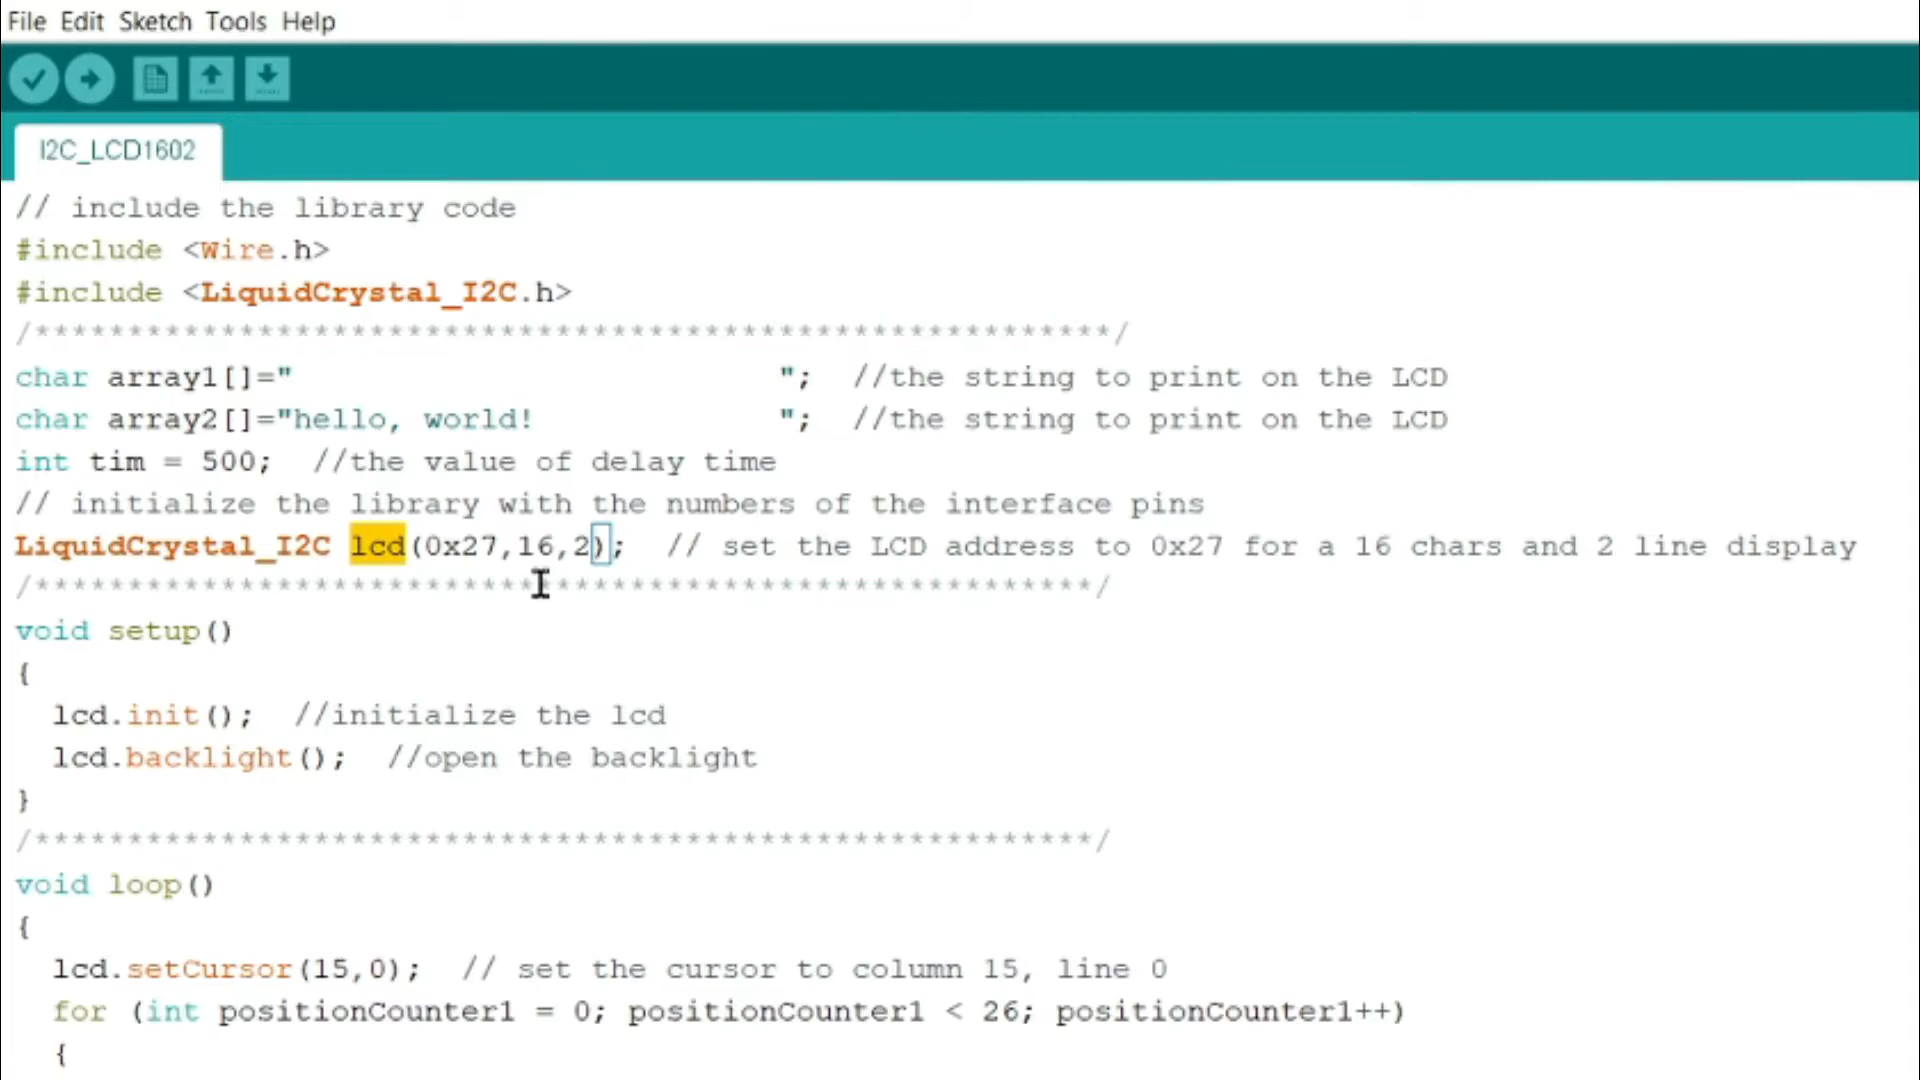 File Edit Sketch Tools Help
I2C_LCD1602
// include the library code
#include <Wire.h>
#include <LiquidCrystal_I2C.h>
/**********************************************************/
char array1[]="                          ";  //the string to print on the LCD
char array2[]="hello, world!             ";  //the string to print on the LCD
int tim = 500;  //the value of delay time
// initialize the library with the numbers of the interface pins
LiquidCrystal_I2C lcd(0x27,16,2);  // set the LCD address to 0x27 for a 16 chars and 2 line display
/*********************************************************/
void setup()
{
  lcd.init();  //initialize the lcd
  lcd.backlight();  //open the backlight
}
/*********************************************************/
void loop()
{
  lcd.setCursor(15,0);  // set the cursor to column 15, line 0
  for (int positionCounter1 = 0; positionCounter1 < 26; positionCounter1++)
  {